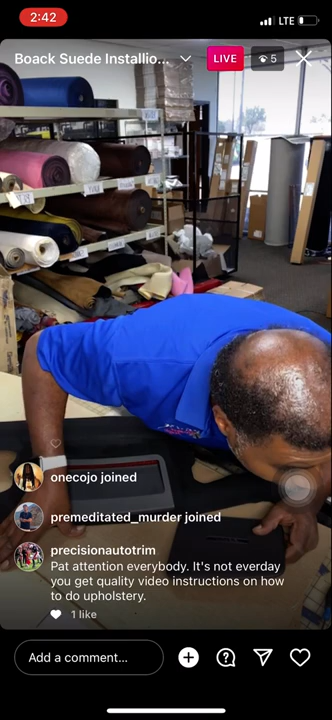 2:42
LTE
Boack Suede Installio...
LIVE
5
onecojo joined
premeditated_murder joined
precisionautotrim
Pat attention everybody. It's not everday
you get quality video instructions on how
to do upholstery.
1 like
Add a comment...